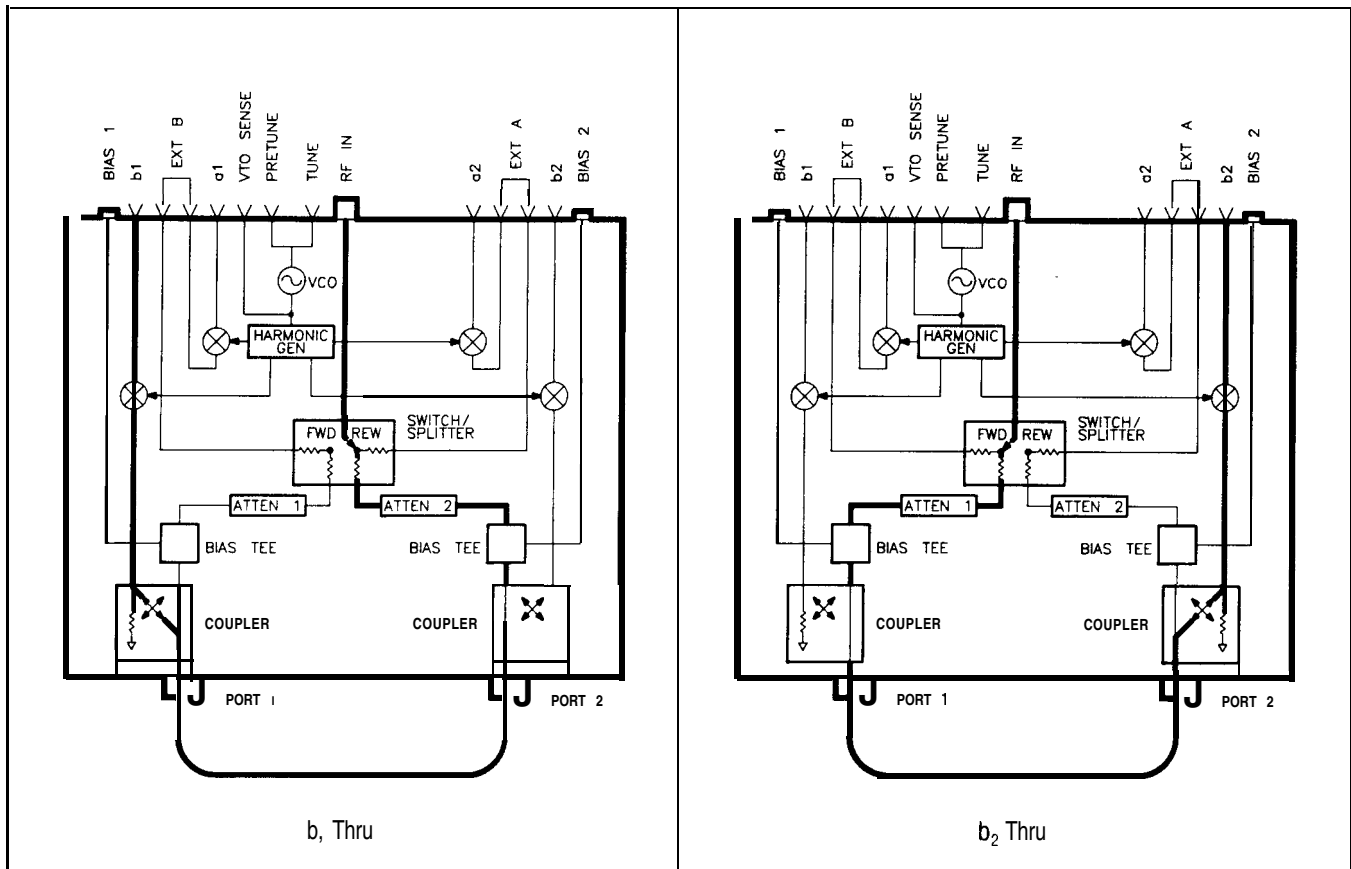 BIAS 1
b1
EXT B
a1
VTO SENSE
PRETUNE
TUNE
RF IN
a2
EXT A
b2
BIAS 2
VCO
HARMONIC
GEN
SWITCH/
SPLITTER
FWD REW
ATTEN 1
ATTEN 2
BIAS TEE
BIAS TEE
COUPLER
COUPLER
PORT I
PORT 2
b, Thru
BIAS 1
b1
EXT B
a1
VTO SENSE
PRETUNE
TUNE
RF IN
a2
EXT A
b2
BIAS 2
VCO
HARMONIC
GEN
SWITCH/
SPLITTER
FWD REW
ATTEN 1
ATTEN 2
BIAS TEE
BIAS TEE
COUPLER
COUPLER
PORT 1
PORT 2
b₂ Thru